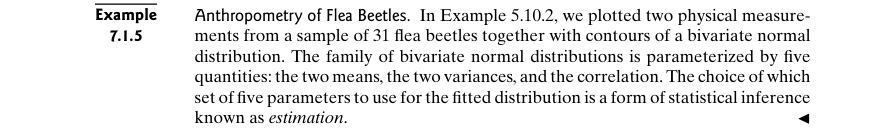 Example
7.1.5
Anthropometry of Flea Beetles. In Example 5.10.2, we plotted two physical measure-
ments from a sample of 31 flea beetles together with contours of a bivariate normal
distribution. The family of bivariate normal distributions is parameterized by five
quantities: the two means, the two variances, and the correlation. The choice of which
set of five parameters to use for the fitted distribution is a form of statistical inference
known as estimation. ◄